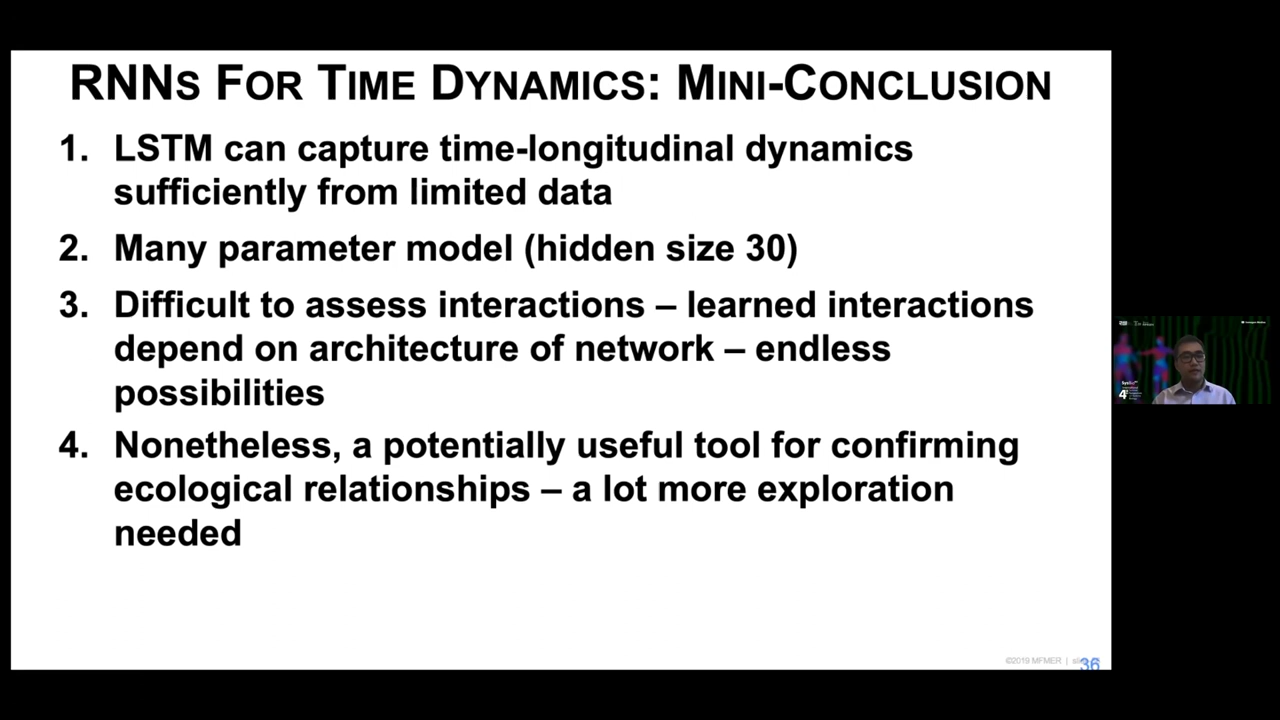 RNNs For Time Dynamics: Mini-Conclusion
1. LSTM can capture time-longitudinal dynamics
sufficiently from limited data
2. Many parameter model (hidden size 30)
3. Difficult to assess interactions – learned interactions
depend on architecture of network – endless
possibilities
4. Nonetheless, a potentially useful tool for confirming
ecological relationships – a lot more exploration
needed
©2019 MFMER |
36
4